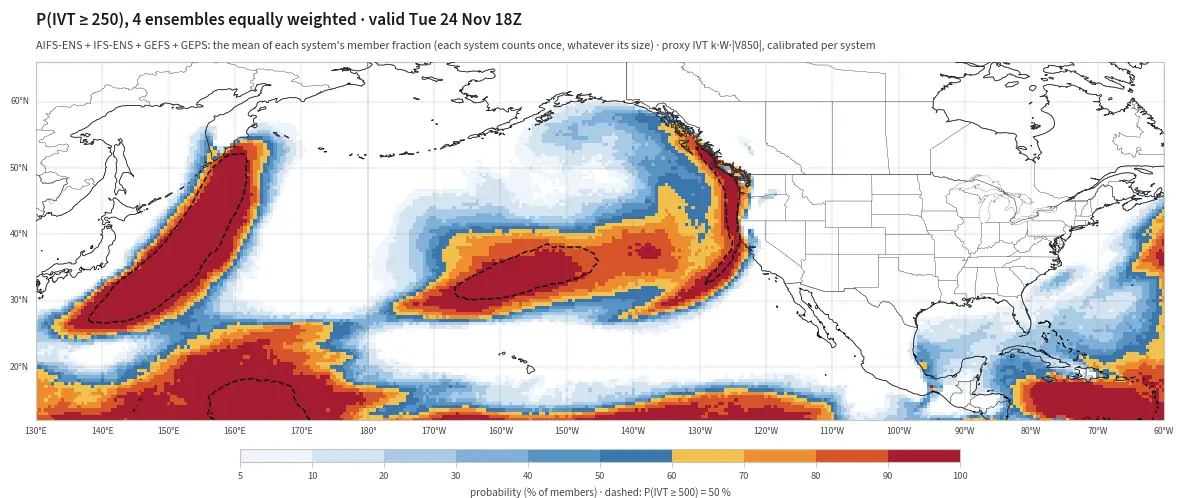 P(IVT ≥ 250), 4 ensembles equally weighted · valid Tue 24 Nov 18Z
AIFS-ENS + IFS-ENS + GEFS + GEPS: the mean of each system's member fraction (each system counts once, whatever its size) · proxy IVT k·W·|V850|, calibrated per system
60°N
50°N
40°N
30°N
20°N
130°E 140°E 150°E 160°E 170°E 180° 170°W 160°W 150°W 140°W 130°W 120°W 110°W 100°W 90°W 80°W 70°W 60°W
5 10 20 30 40 50 60 70 80 90 100
probability (% of members) · dashed: P(IVT ≥ 500) = 50 %